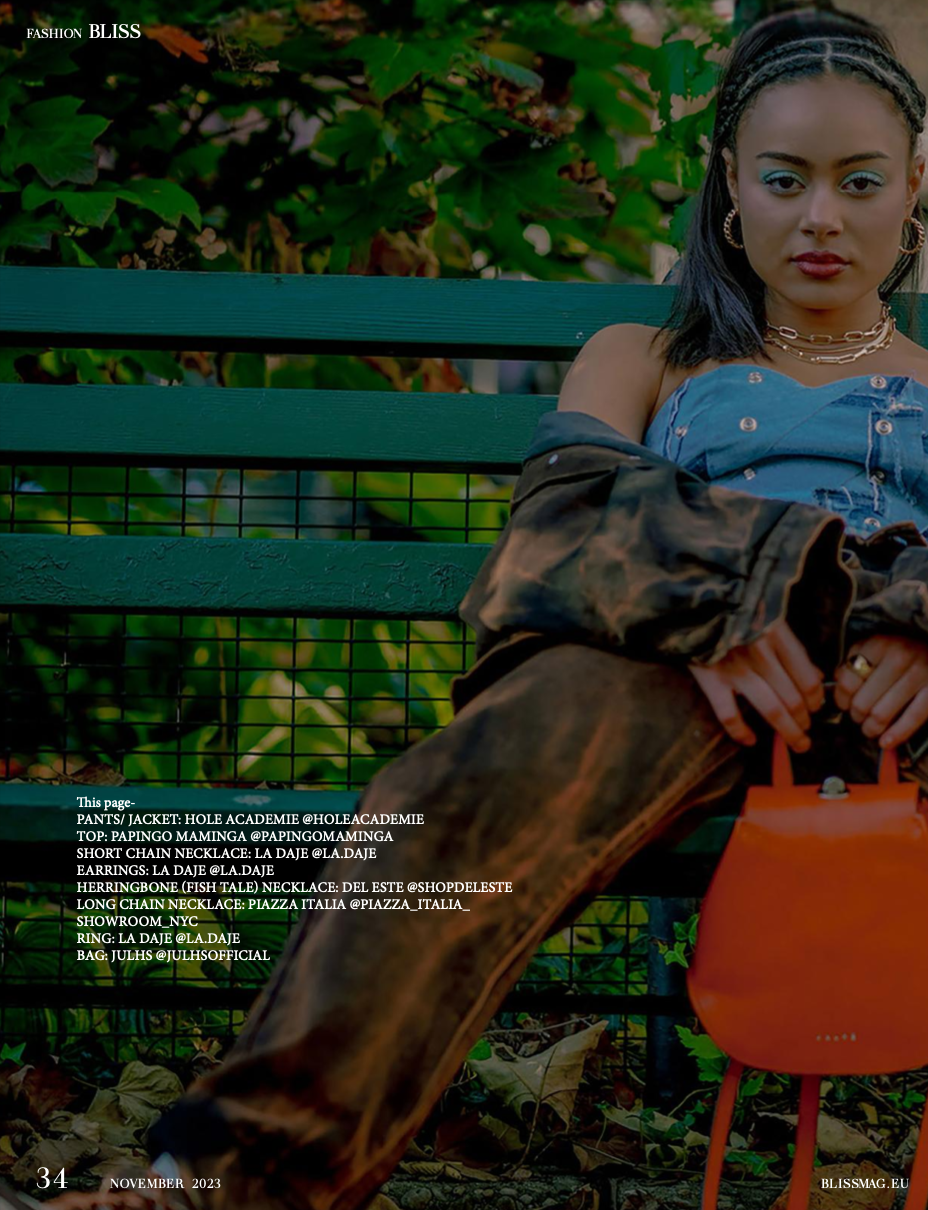 FASHION BLISS
This page-
PANTS/ JACKET: HOLE ACADEMIE @HOLEACADEMIE
TOP: PAPINGO MAMINGA @PAPINGOMAMINGA
SHORT CHAIN NECKLACE: LA DAJE @LA.DAJE
EARRINGS: LA DAJE @LA.DAJE
HERRINGBONE (FISH TALE) NECKLACE: DEL ESTE @SHOPDELESTE
LONG CHAIN NECKLACE: PIAZZA ITALIA @PIAZZA_ITALIA_
SHOWROOM_NYC
RING: LA DAJE @LA.DAJE
BAG: JULHS @JULHSOFFICIAL
34 NOVEMBER 2023
BLISSMAG.EU